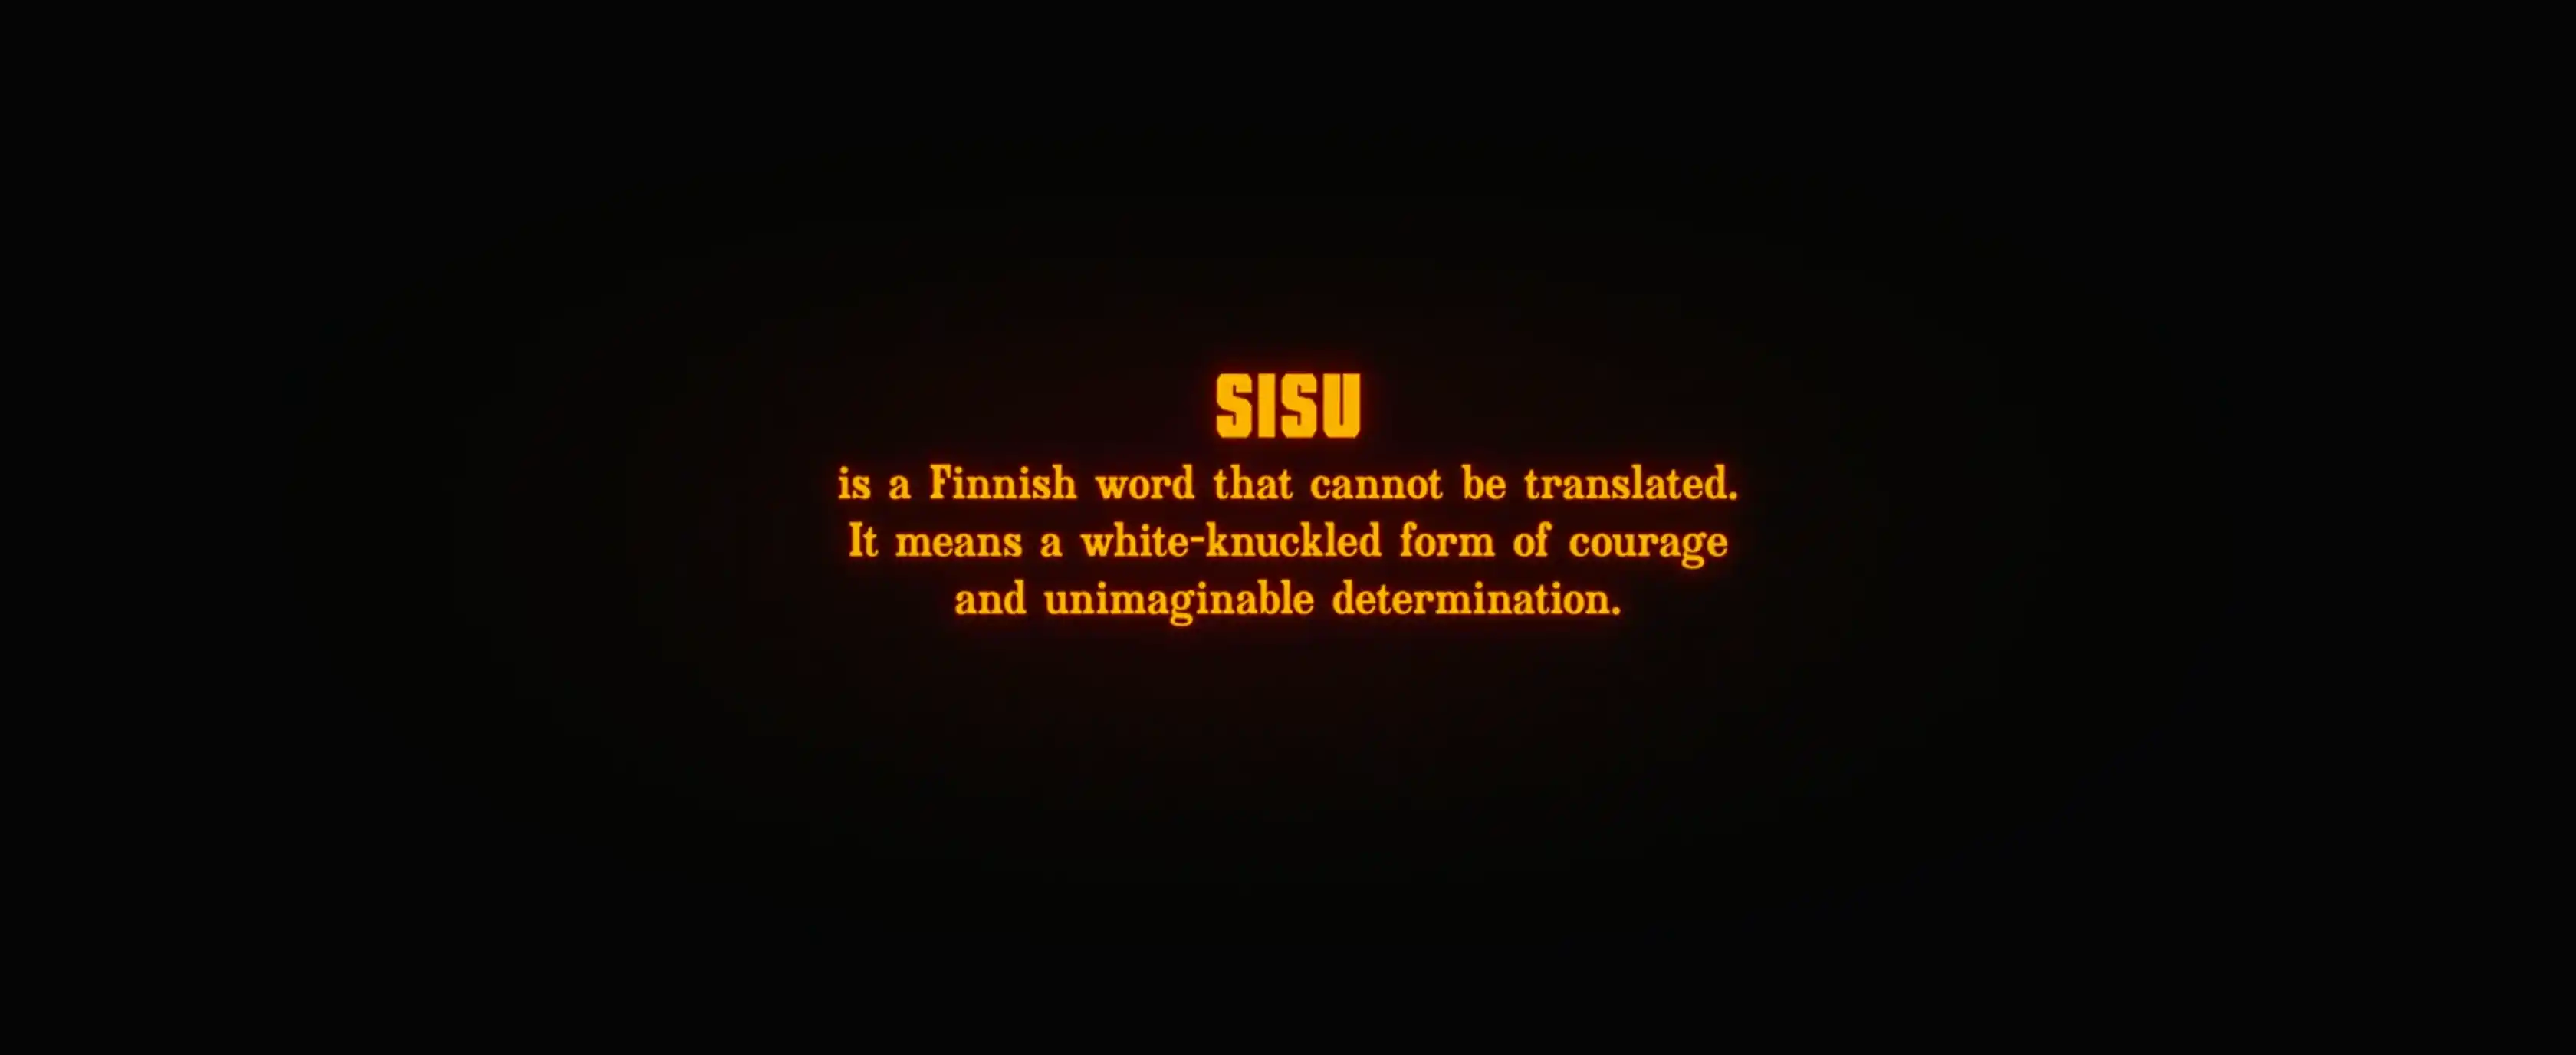 SISU
is a Finnish word that cannot be translated.
It means a white-knuckled form of courage
and unimaginable determination.